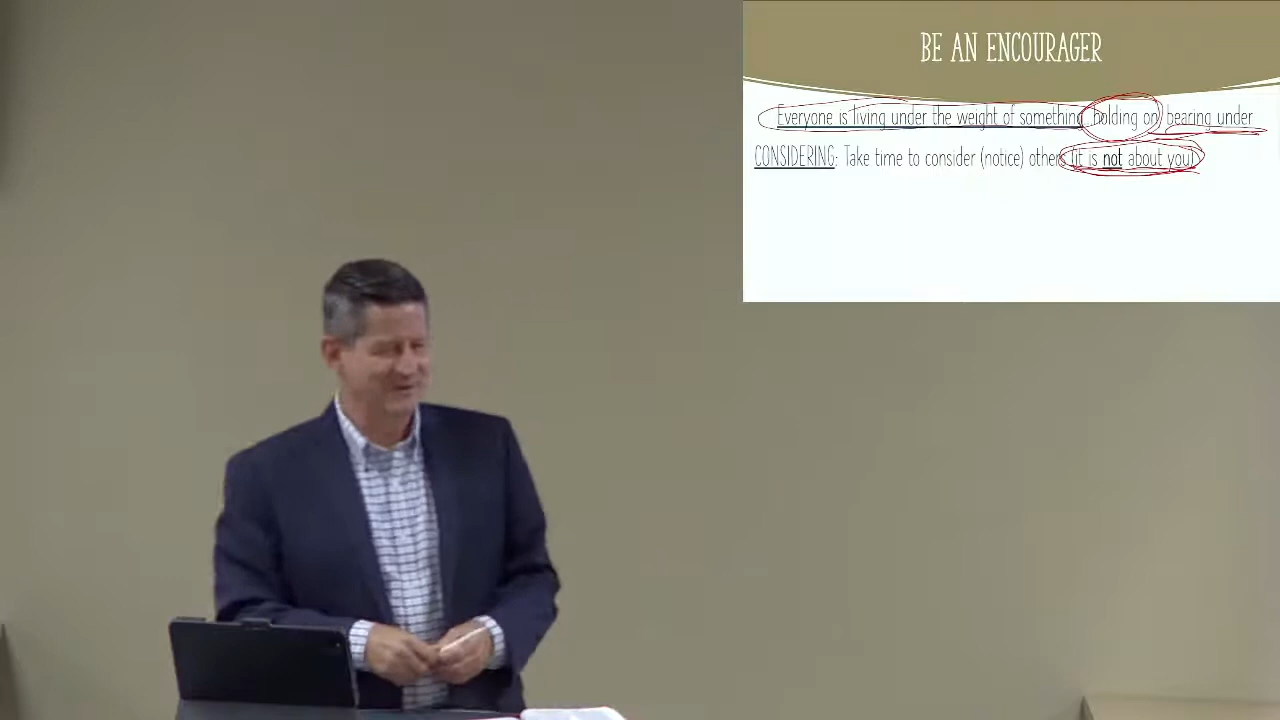 BE AN ENCOURAGER
Everyone is living under the weight of something holding on, bearing under
CONSIDERING: Take time to consider (notice) others (it is not about you)